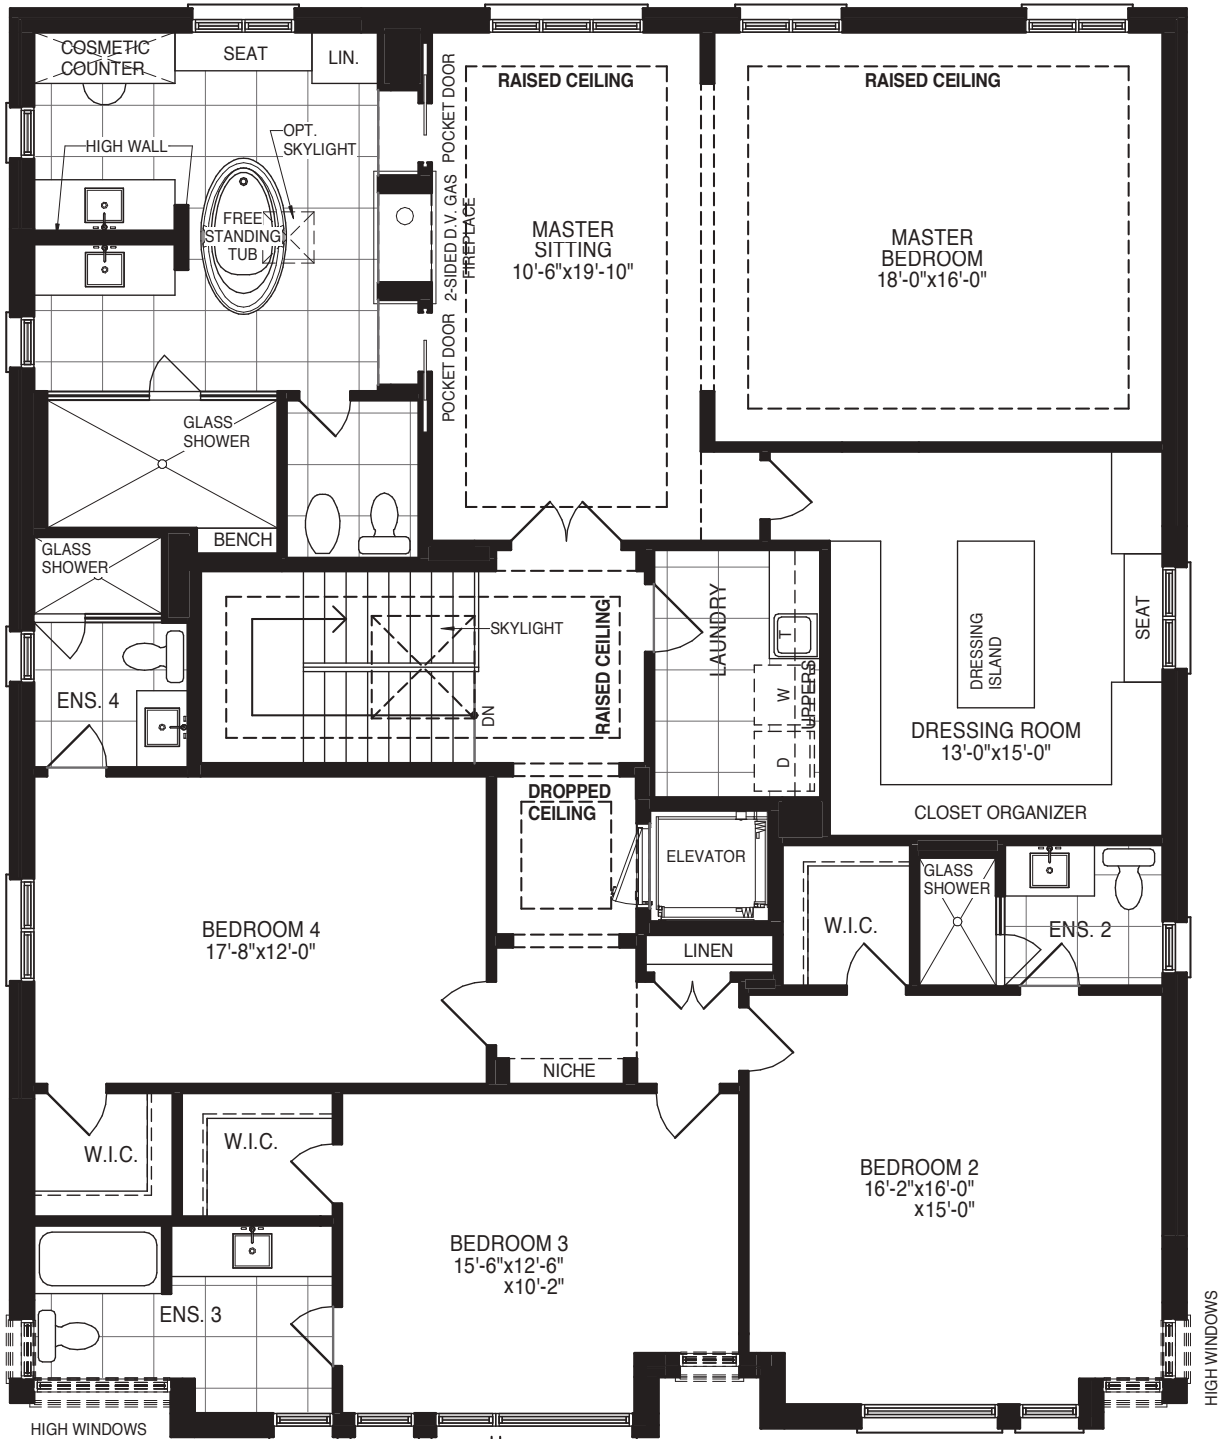 COSMETIC
COUNTER
SEAT
LIN.
POCKET DOOR
RAISED CEILING
RAISED CEILING
HIGH WALL
OPT.
SKYLIGHT
FREE
STANDING
TUB
2-SIDED D.V. GAS
FIREPLACE
POCKET DOOR
MASTER
SITTING
10'-6"x19'-10"
MASTER
BEDROOM
18'-0"x16'-0"
GLASS
SHOWER
BENCH
GLASS
SHOWER
ENS. 4
SKYLIGHT
DN
RAISED CEILING
LAUNDRY
T
W
UPPERS
D
DRESSING
ISLAND
SEAT
DRESSING ROOM
13'-0"x15'-0"
CLOSET ORGANIZER
DROPPED
CEILING
ELEVATOR
GLASS
SHOWER
W.I.C.
ENS. 2
BEDROOM 4
17'-8"x12'-0"
LINEN
NICHE
W.I.C.
W.I.C.
BEDROOM 2
16'-2"x16'-0"
x15'-0"
BEDROOM 3
15'-6"x12'-6"
x10'-2"
ENS. 3
HIGH WINDOWS
HIGH WINDOWS